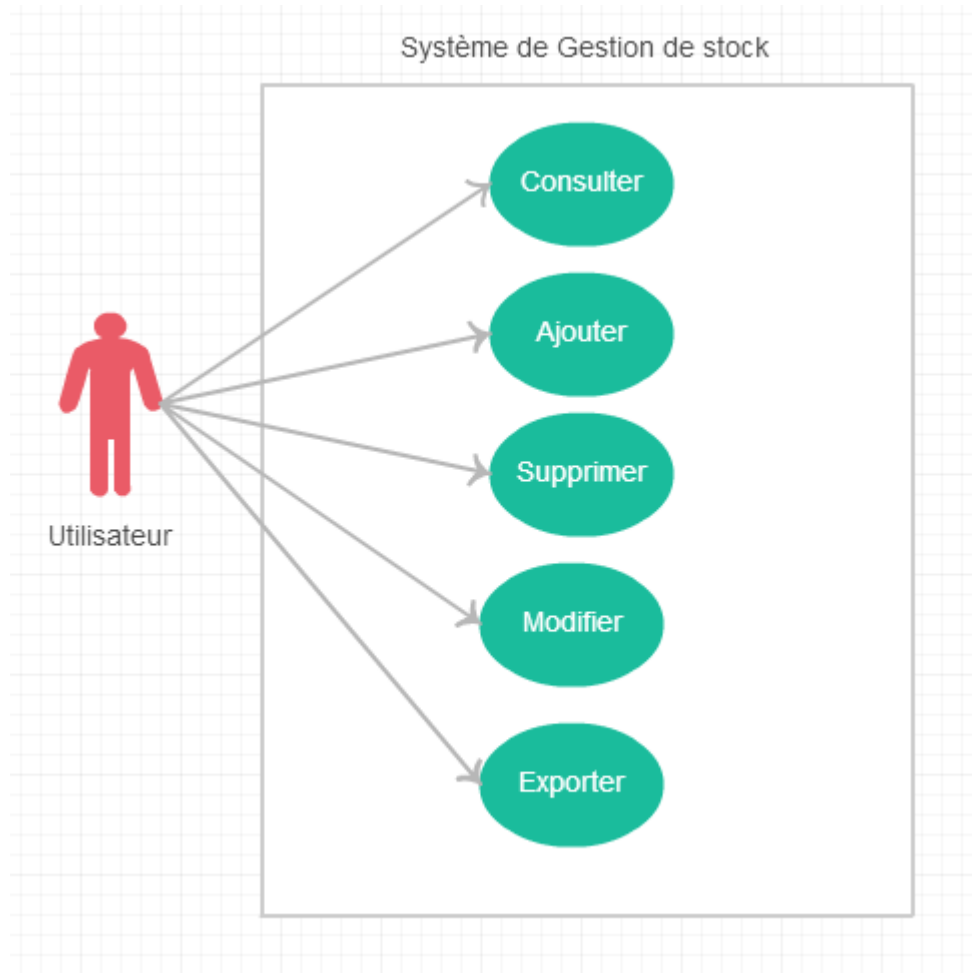 Système de Gestion de stock
Consulter
Ajouter
Supprimer
Utilisateur
Modifier
Exporter